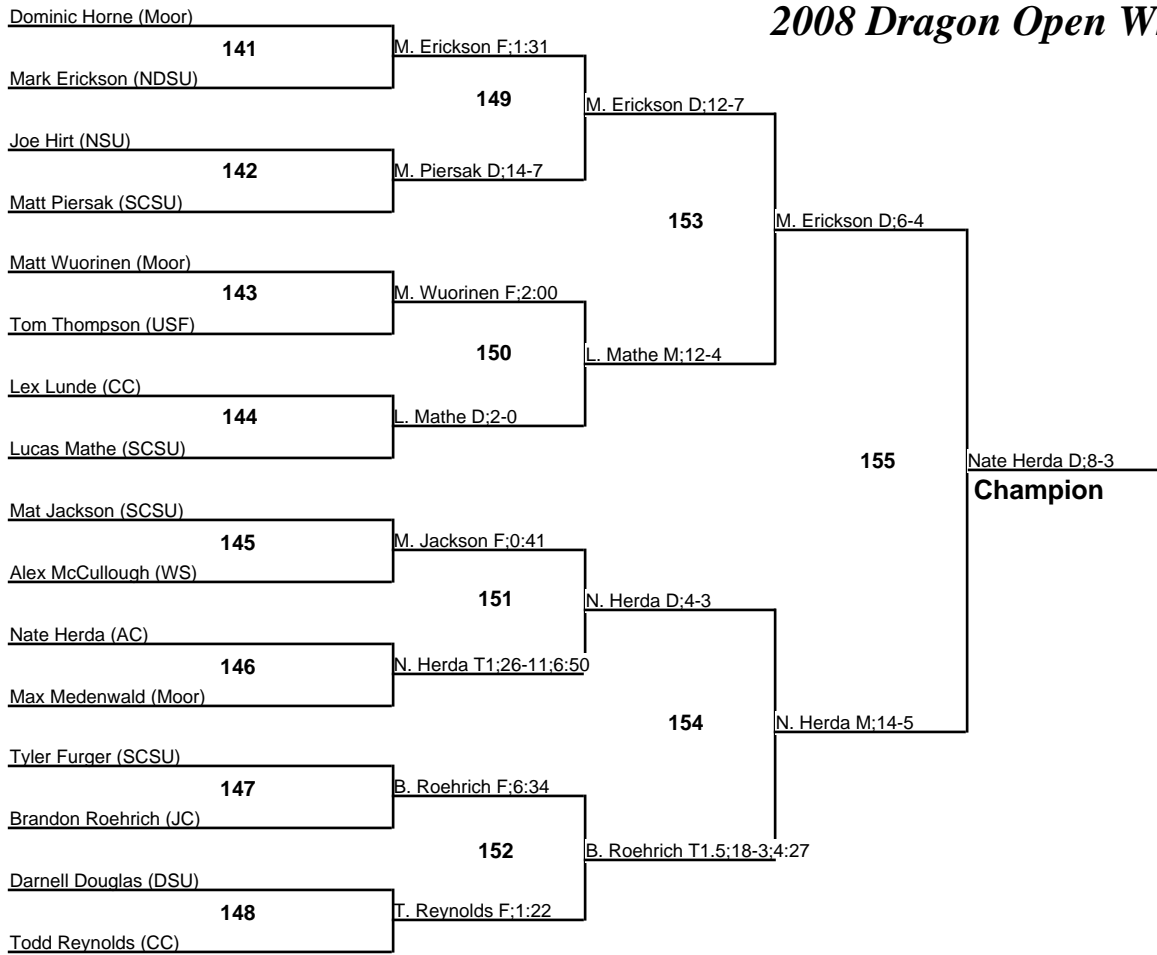 2008 Dragon Open W
Dominic Horne (Moor)
141
Mark Erickson (NDSU)
M. Erickson F;1:31
149
Joe Hirt (NSU)
142
Matt Piersak (SCSU)
M. Piersak D;14-7
M. Erickson D;12-7
153
Matt Wuorinen (Moor)
143
Tom Thompson (USF)
M. Wuorinen F;2:00
150
Lex Lunde (CC)
144
Lucas Mathe (SCSU)
L. Mathe D;2-0
L. Mathe M;12-4
M. Erickson D;6-4
155
Mat Jackson (SCSU)
145
Alex McCullough (WS)
M. Jackson F;0:41
151
Nate Herda (AC)
146
Max Medenwald (Moor)
N. Herda T1;26-11;6:50
N. Herda D;4-3
154
Tyler Furger (SCSU)
147
Brandon Roehrich (JC)
B. Roehrich F;6:34
152
Darnell Douglas (DSU)
148
Todd Reynolds (CC)
T. Reynolds F;1:22
B. Roehrich T1.5;18-3;4:27
N. Herda M;14-5
Nate Herda D;8-3
Champion